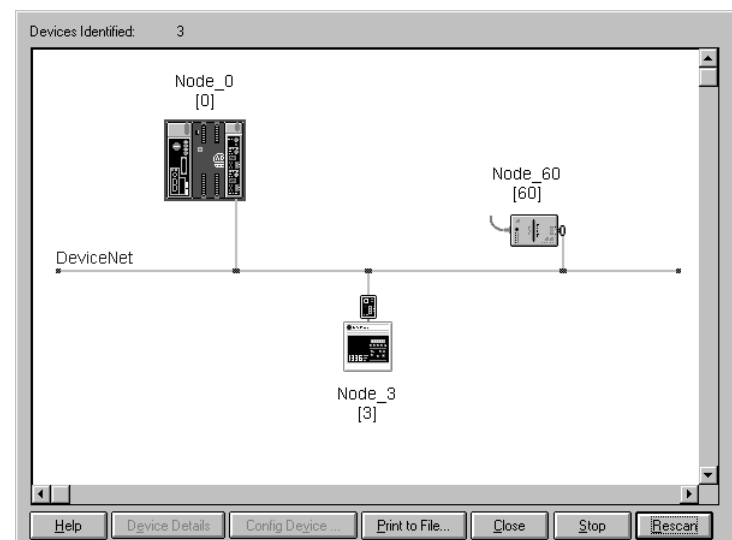 Devices Identified: 3
Node_0
[0]
Node_60
[60]
DeviceNet
1336
Node_3
[3]
Help Device Details Config Device ... Print to File... Close Stop Rescan